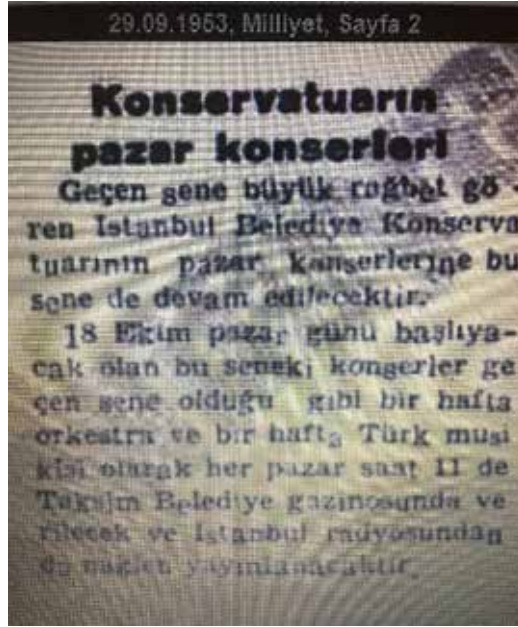 29.09.1953, Milliyet, Sayfa 2
Konservatuarın
pazar konserleri
Geçen sene büyük rağbet gö -
ren İstanbul Belediye Konserva
tuarının pazar konserlerine bu
sene de devam edilecektir.
18 Ekim pazar günü başlıya-
cak olan bu seneki konserler ge
çen sene olduğu gibi bir hafta
orkestra ve bir hafta Türk musi
kisi olarak her pazar saat 11 de
Taksim Belediye gazinosunda ve
rilecek ve İstanbul radyosundan
da naklen yayınlanacaktır.